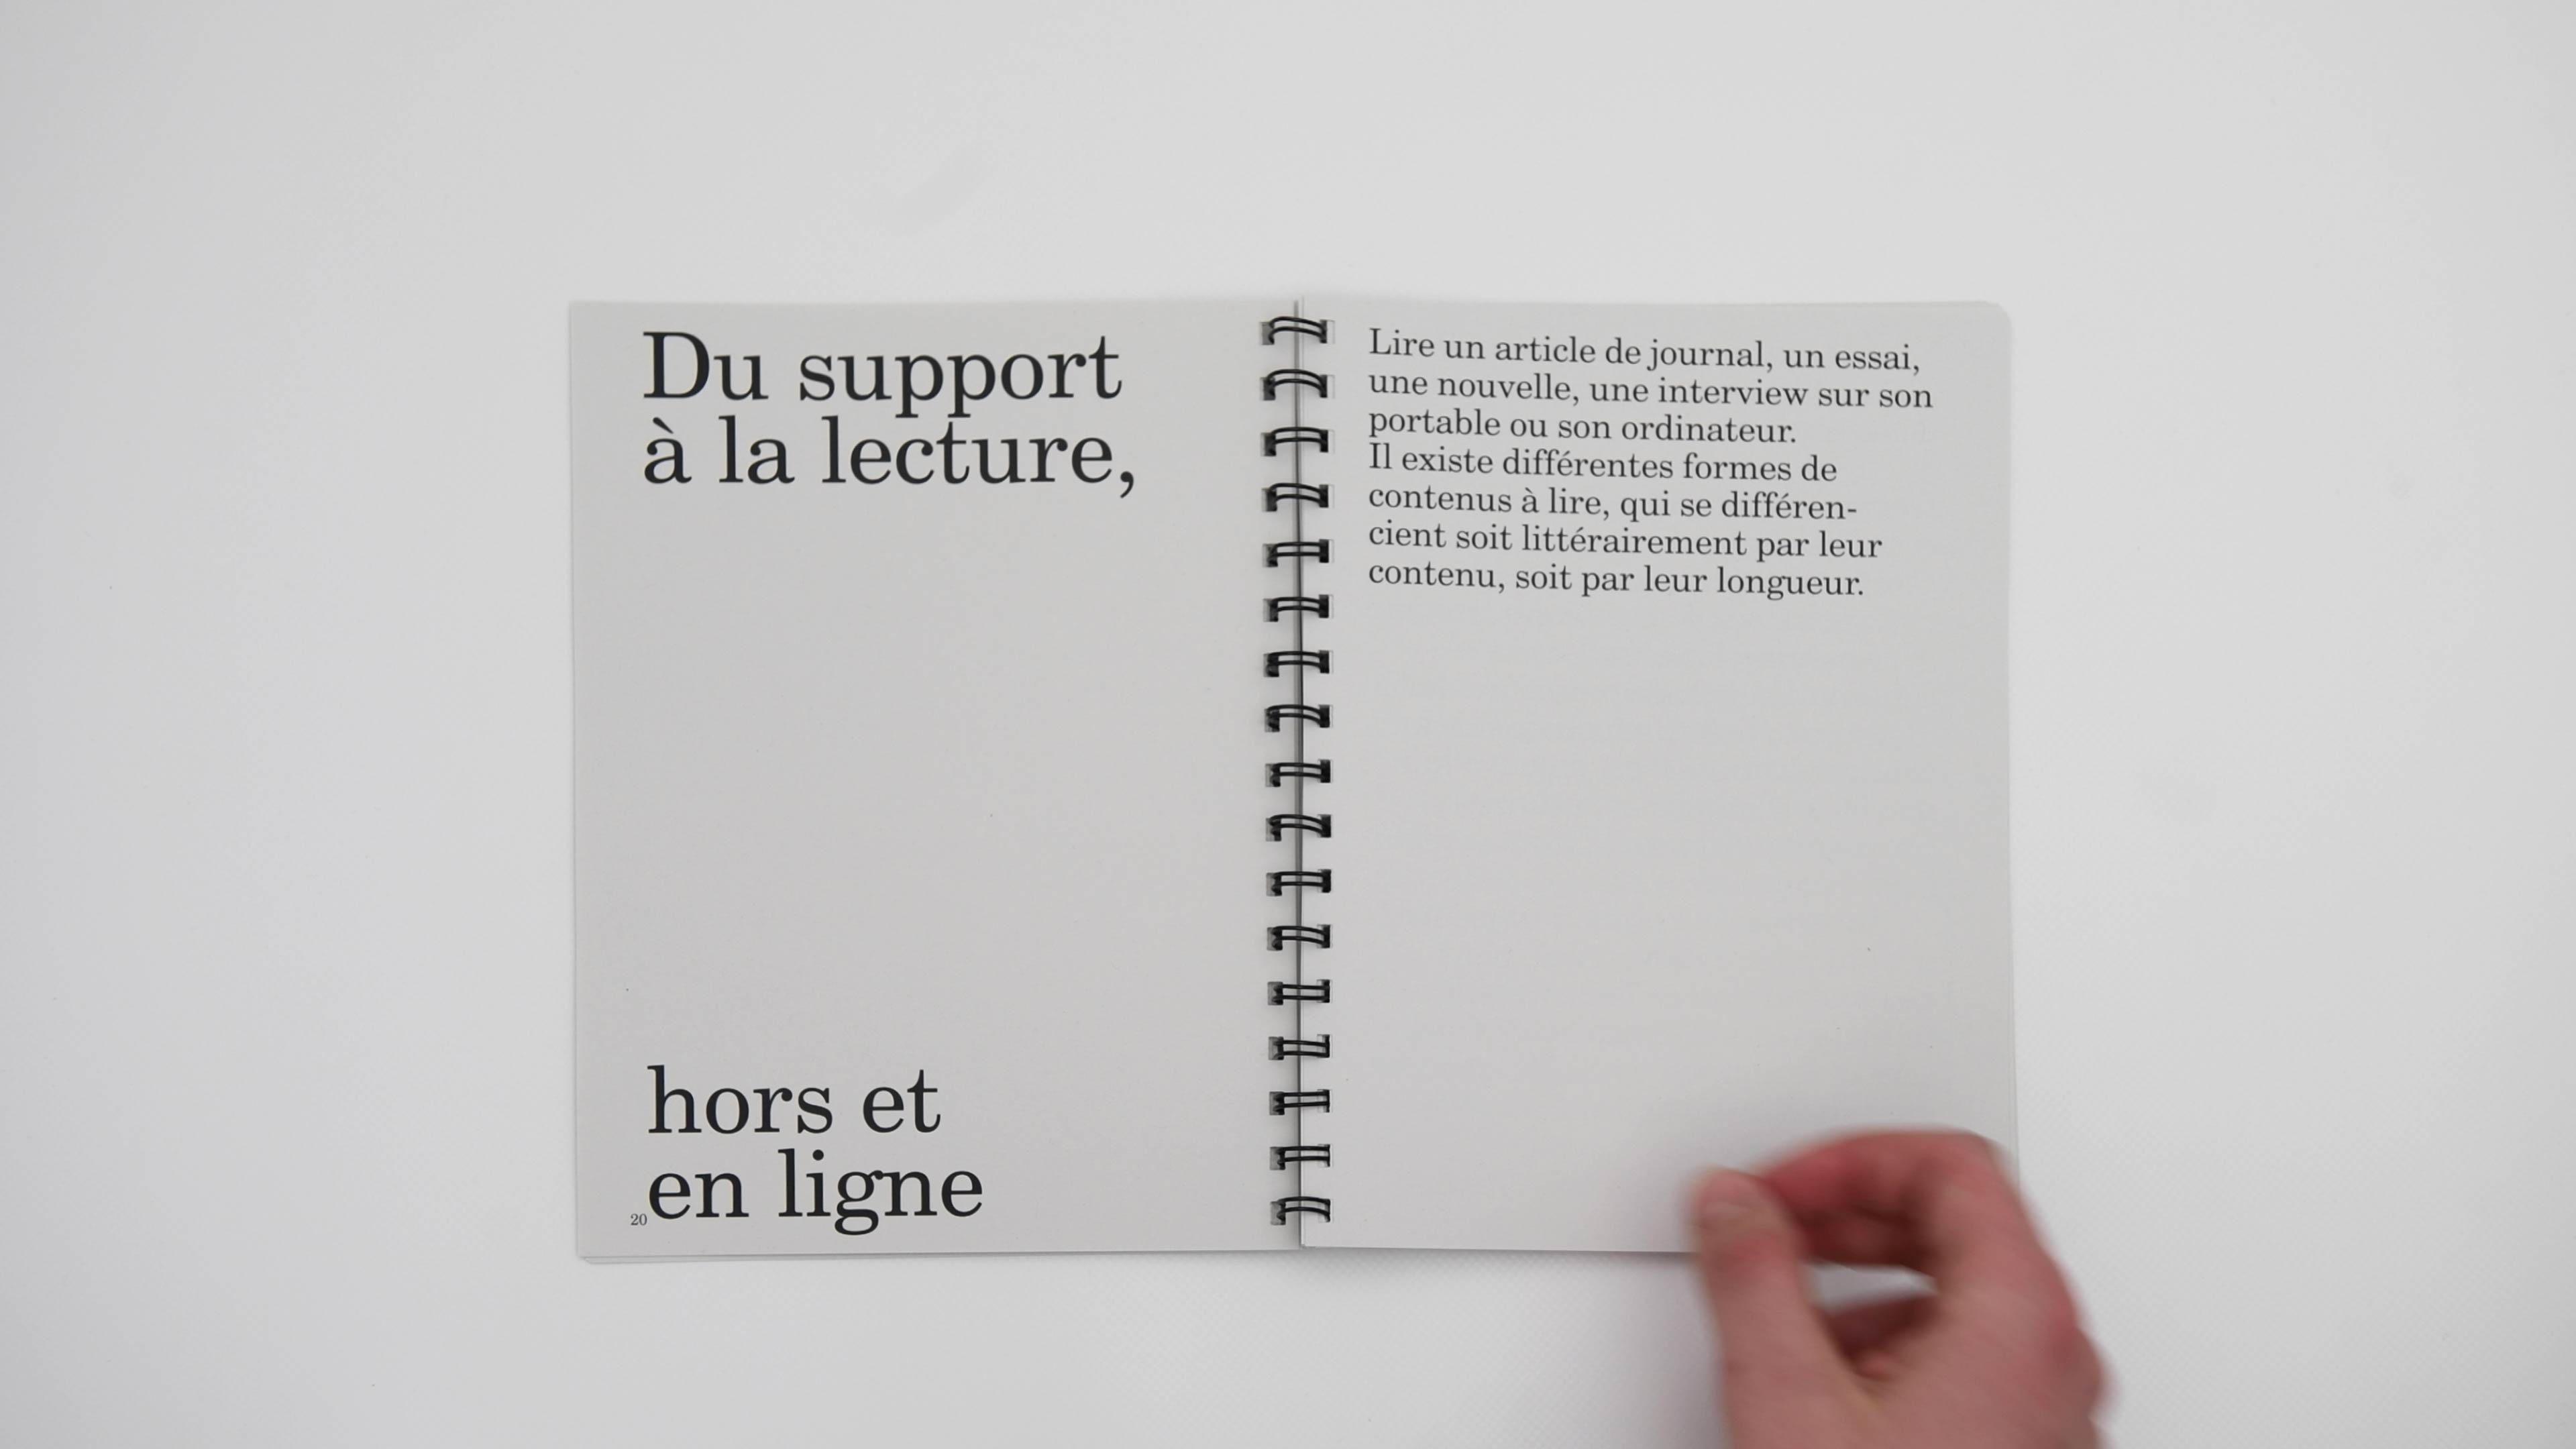 Du support
à la lecture,
hors et
en ligne
20
Lire un article de journal, un essai,
une nouvelle, une interview sur son
portable ou son ordinateur.
Il existe différentes formes de
contenus à lire, qui se différen-
cient soit littérairement par leur
contenu, soit par leur longueur.